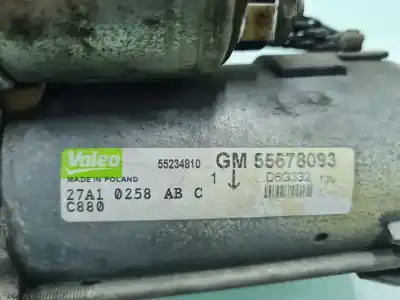 Valeo 55234810 GM 55578093
MADE IN POLAND 1 D6G332 12V
27A1 0258 AB C
C880